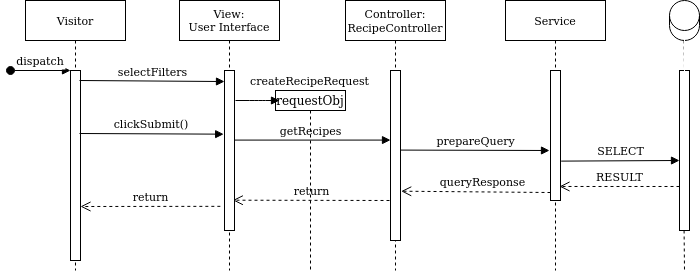 Visitor
View:
User Interface
Controller:
RecipeController
Service
dispatch
selectFilters
createRecipeRequest
requestObj
clickSubmit()
getRecipes
prepareQuery
SELECT
RESULT
queryResponse
return
return